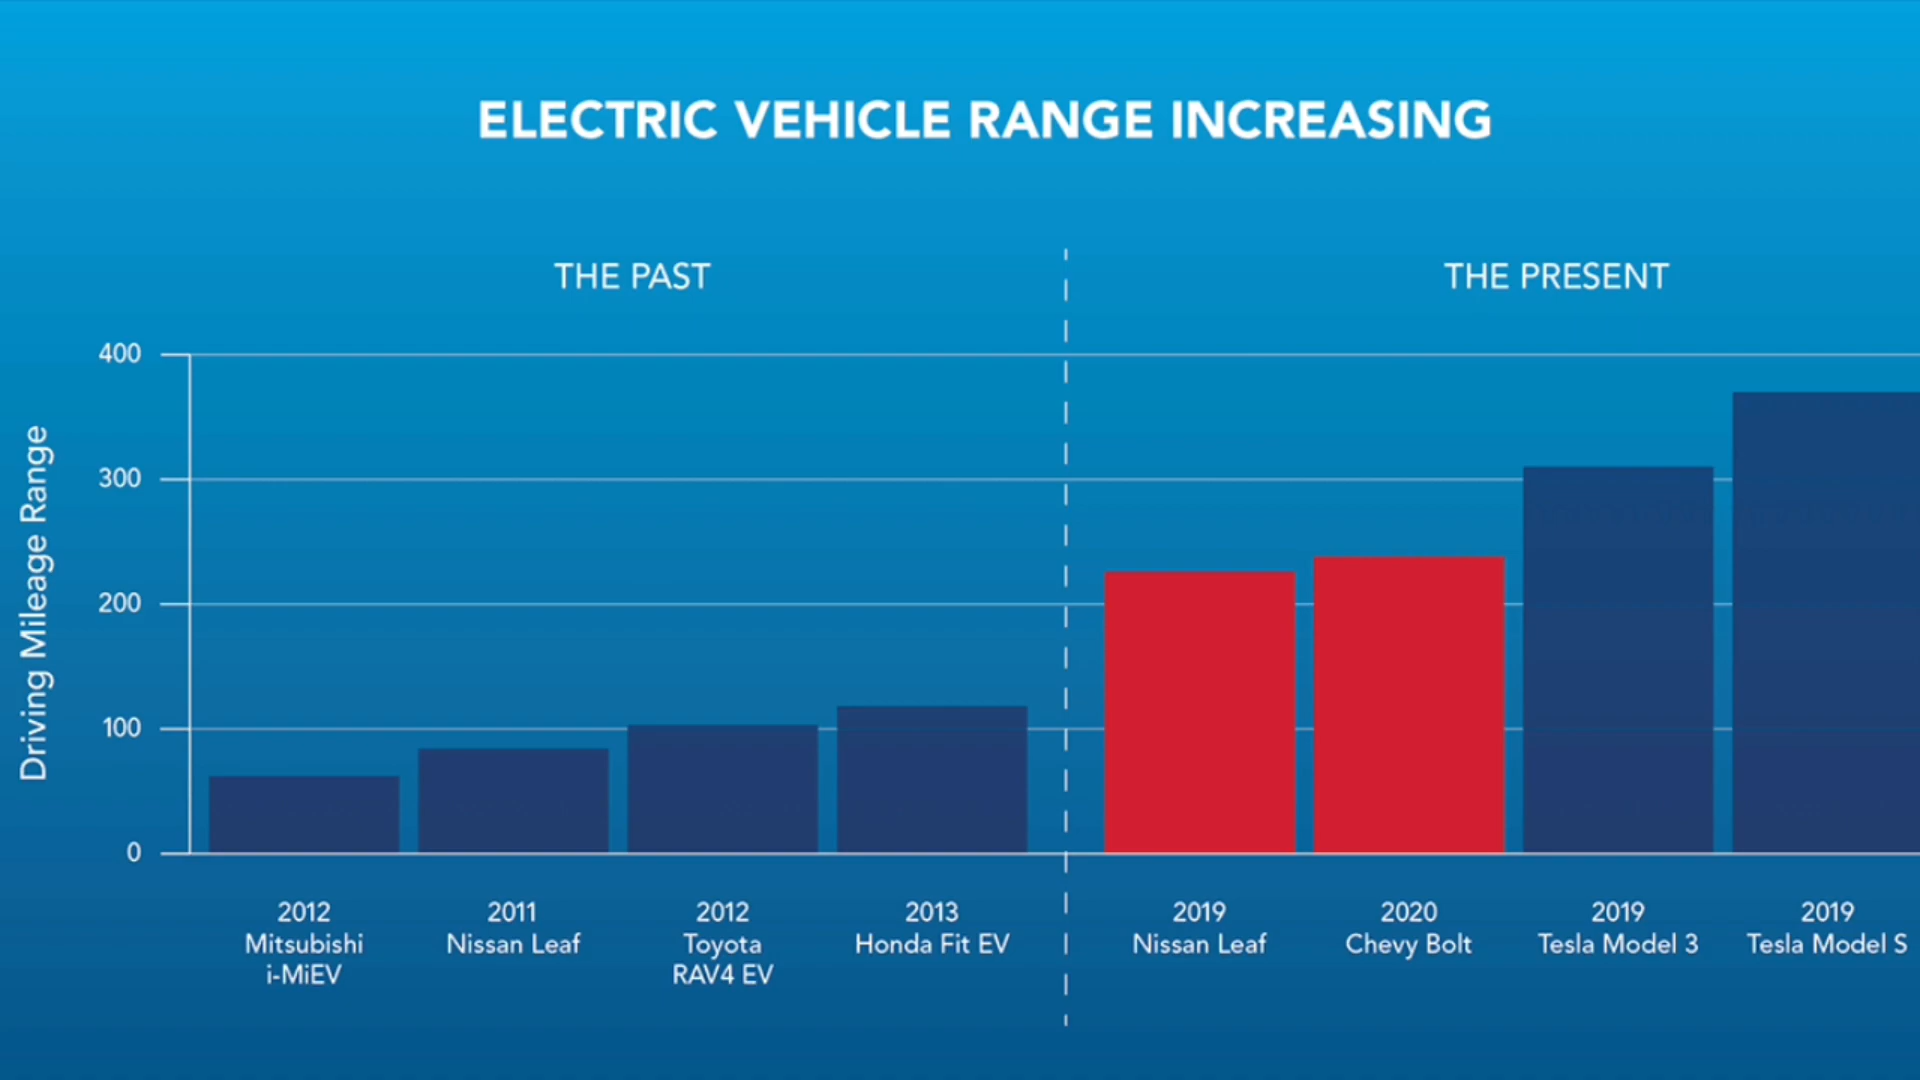 ELECTRIC VEHICLE RANGE INCREASING
THE PAST
THE PRESENT
Driving Mileage Range
400
300
200
100
0
2012
Mitsubishi
i-MiEV
2011
Nissan Leaf
2012
Toyota
RAV4 EV
2013
Honda Fit EV
2019
Nissan Leaf
2020
Chevy Bolt
2019
Tesla Model 3
2019
Tesla Model S